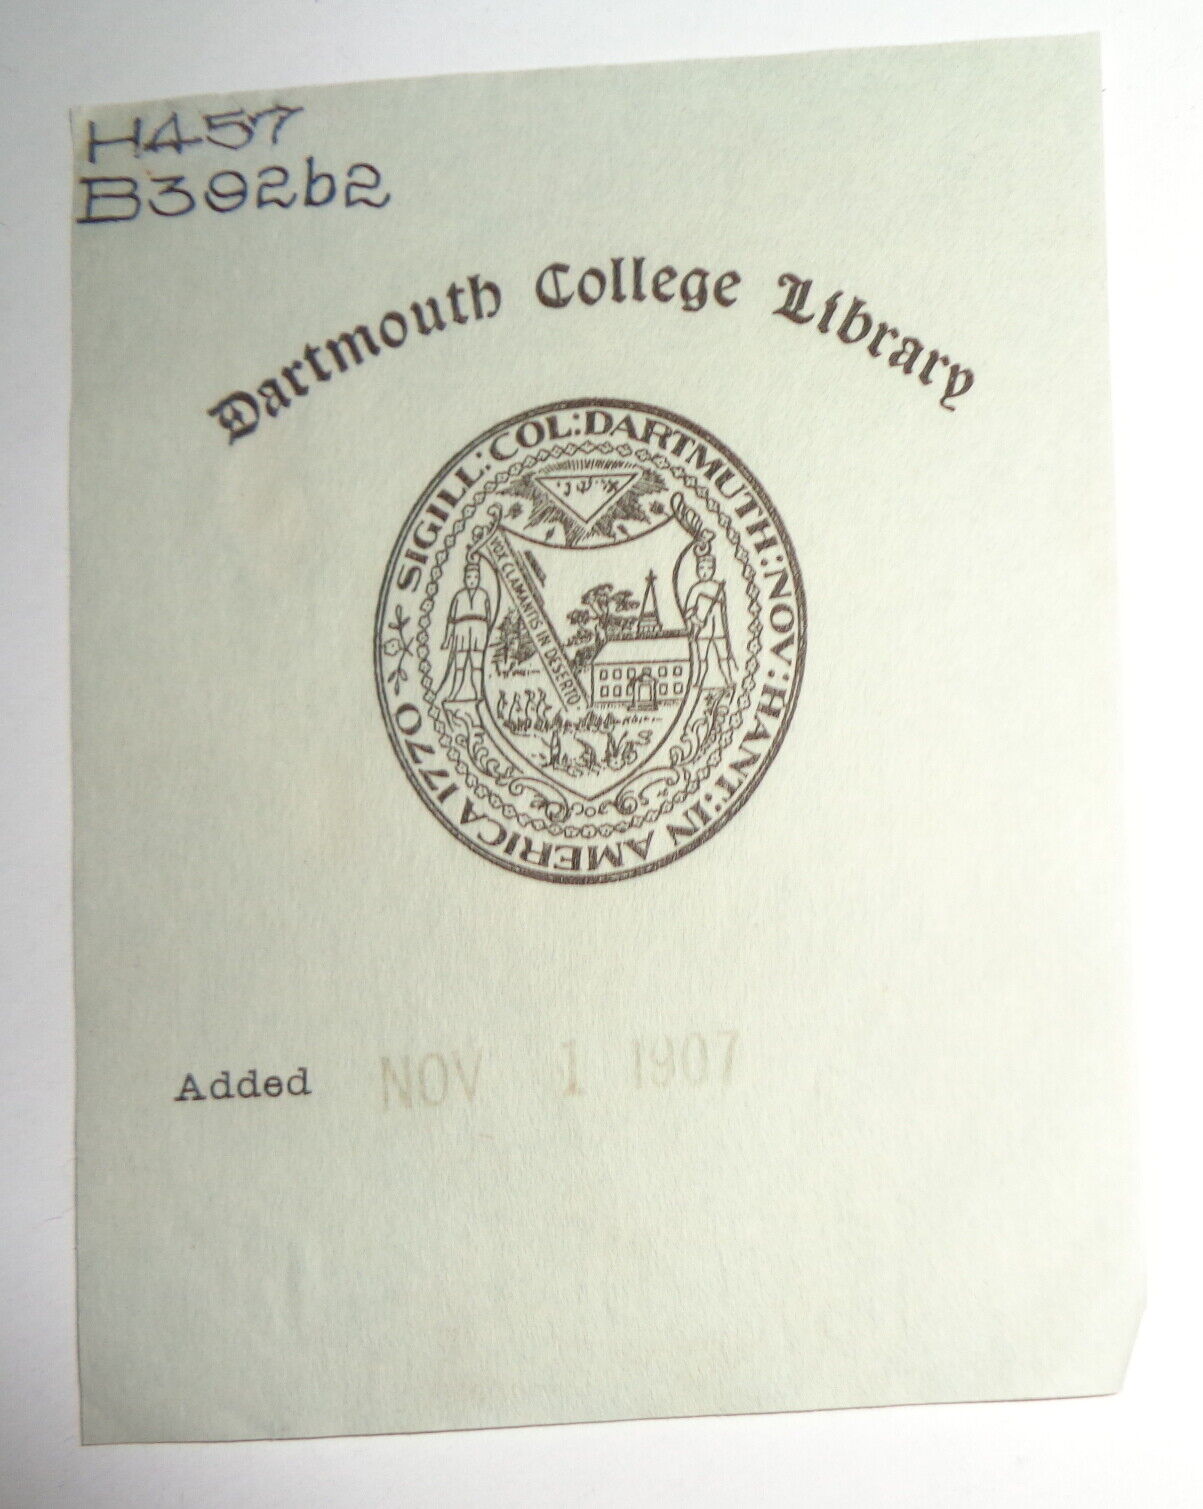 H457
B392b2
Dartmouth College Library
SIGILL: COL: DARTMUTH: NOV: HANT: IN AMERICA 1770
VOX CLAMANTIS IN DESERTO
Added NOV 1 1907